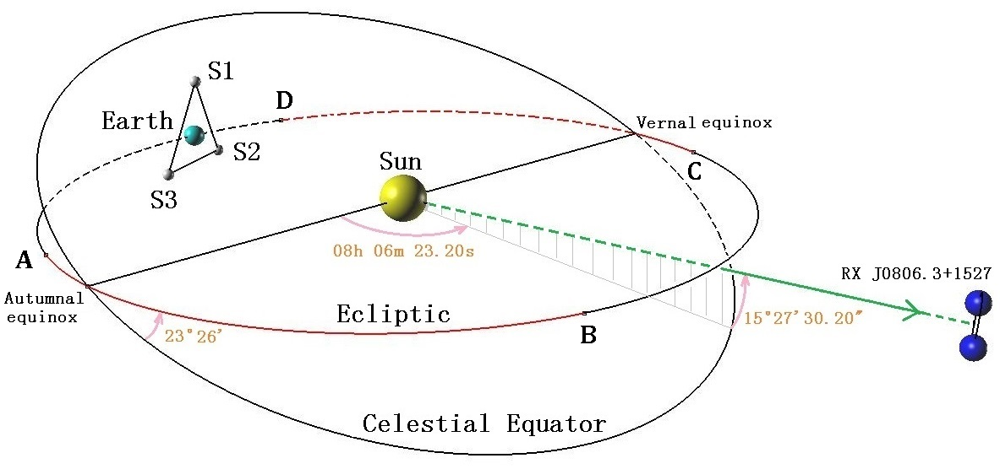 S1
D
Earth
Vernal equinox
S2
Sun
C
S3
08h 06m 23.20s
A
RX J0806.3+1527
Autumnal
equinox
Ecliptic
15°27′30.20″
23°26′
B
Celestial Equator